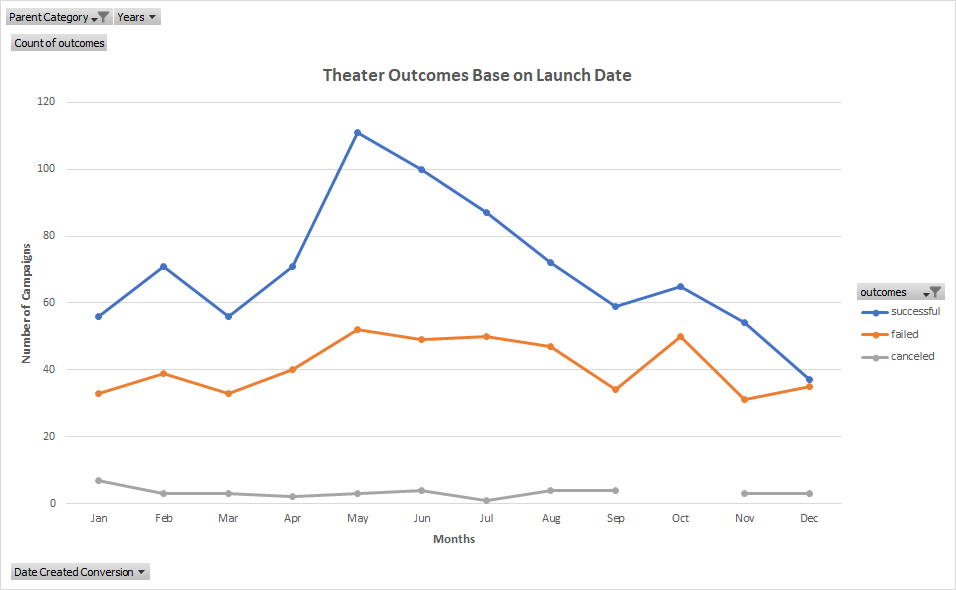 Parent Category Years
Count of outcomes
Theater Outcomes Base on Launch Date
120
100
80
60
40
20
0
Number of Campaigns
Jan Feb Mar Apr May Jun Jul Aug Sep Oct Nov Dec
Months
outcomes
successful
failed
canceled
Date Created Conversion